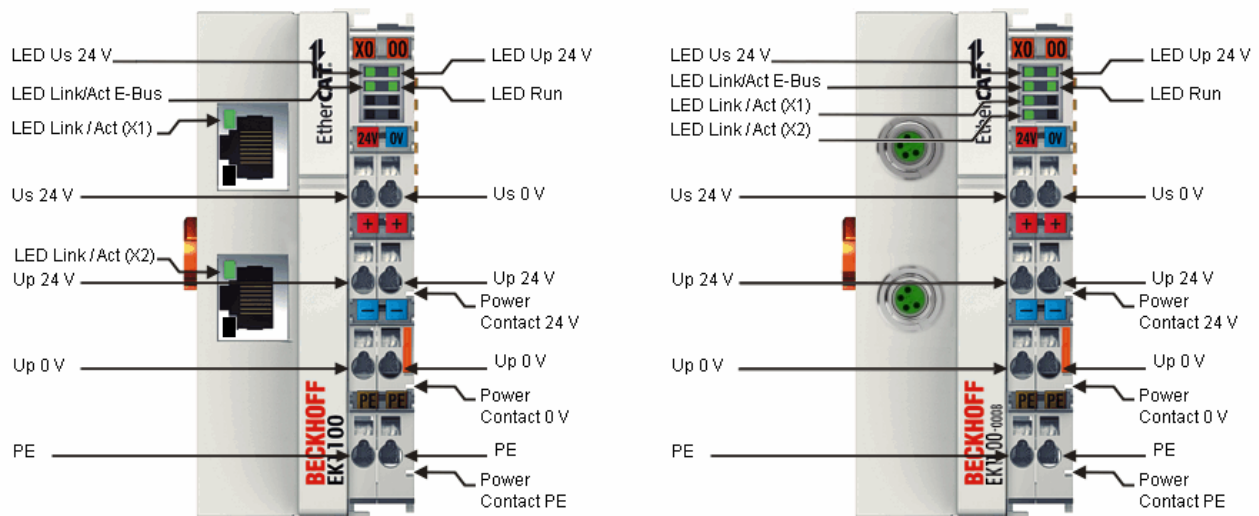 LED Us 24 V
LED Link/Act E-Bus
LED Link / Act (X1)
Us 24 V
LED Link / Act (X2)
Up 24 V
Up 0 V
PE
X0 00
EtherCAT
24V 0V
+ +
− −
PE PE
BECKHOFF
EK1100
LED Up 24 V
LED Run
Us 0 V
Up 24 V
Power
Contact 24 V
Up 0 V
Power
Contact 0 V
PE
Power
Contact PE
LED Us 24 V
LED Link/Act E-Bus
LED Link / Act (X1)
LED Link / Act (X2)
Us 24 V
Up 24 V
Up 0 V
PE
X0 00
EtherCAT
24V 0V
+ +
− −
PE PE
BECKHOFF
EK1100-0008
LED Up 24 V
LED Run
Us 0 V
Up 24 V
Power
Contact 24 V
Up 0 V
Power
Contact 0 V
PE
Power
Contact PE